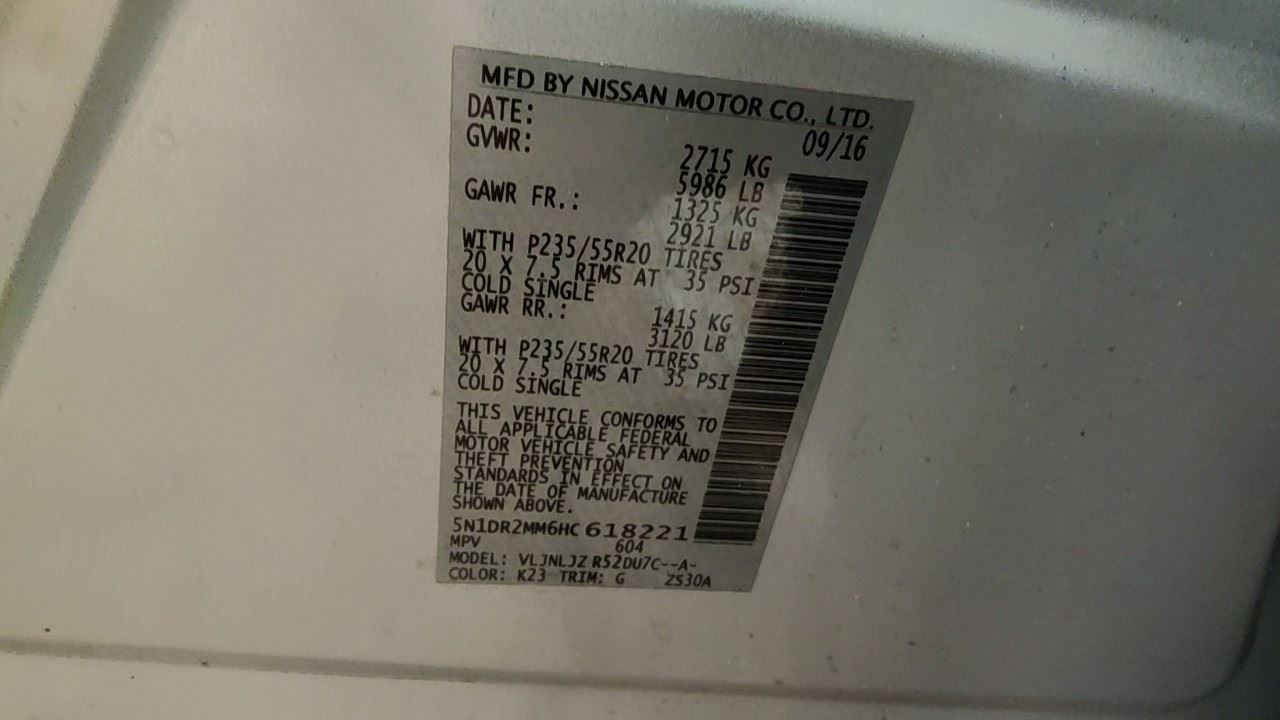 MFD BY NISSAN MOTOR CO., LTD.
DATE: 09/16
GVWR: 2715 KG
5986 LB
GAWR FR.: 1325 KG
2921 LB
WITH P235/55R20 TIRES
20 X 7.5 RIMS AT 35 PSI
COLD SINGLE
GAWR RR.: 1415 KG
3120 LB
WITH P235/55R20 TIRES
20 X 7.5 RIMS AT 35 PSI
COLD SINGLE
THIS VEHICLE CONFORMS TO
ALL APPLICABLE FEDERAL
MOTOR VEHICLE SAFETY AND
THEFT PREVENTION
STANDARDS IN EFFECT ON
THE DATE OF MANUFACTURE
SHOWN ABOVE.
5N1DR2MM6HC 618221
MPV 604
MODEL: VLJNLJZ R52DU7C--A-
COLOR: K23 TRIM: G ZS30A